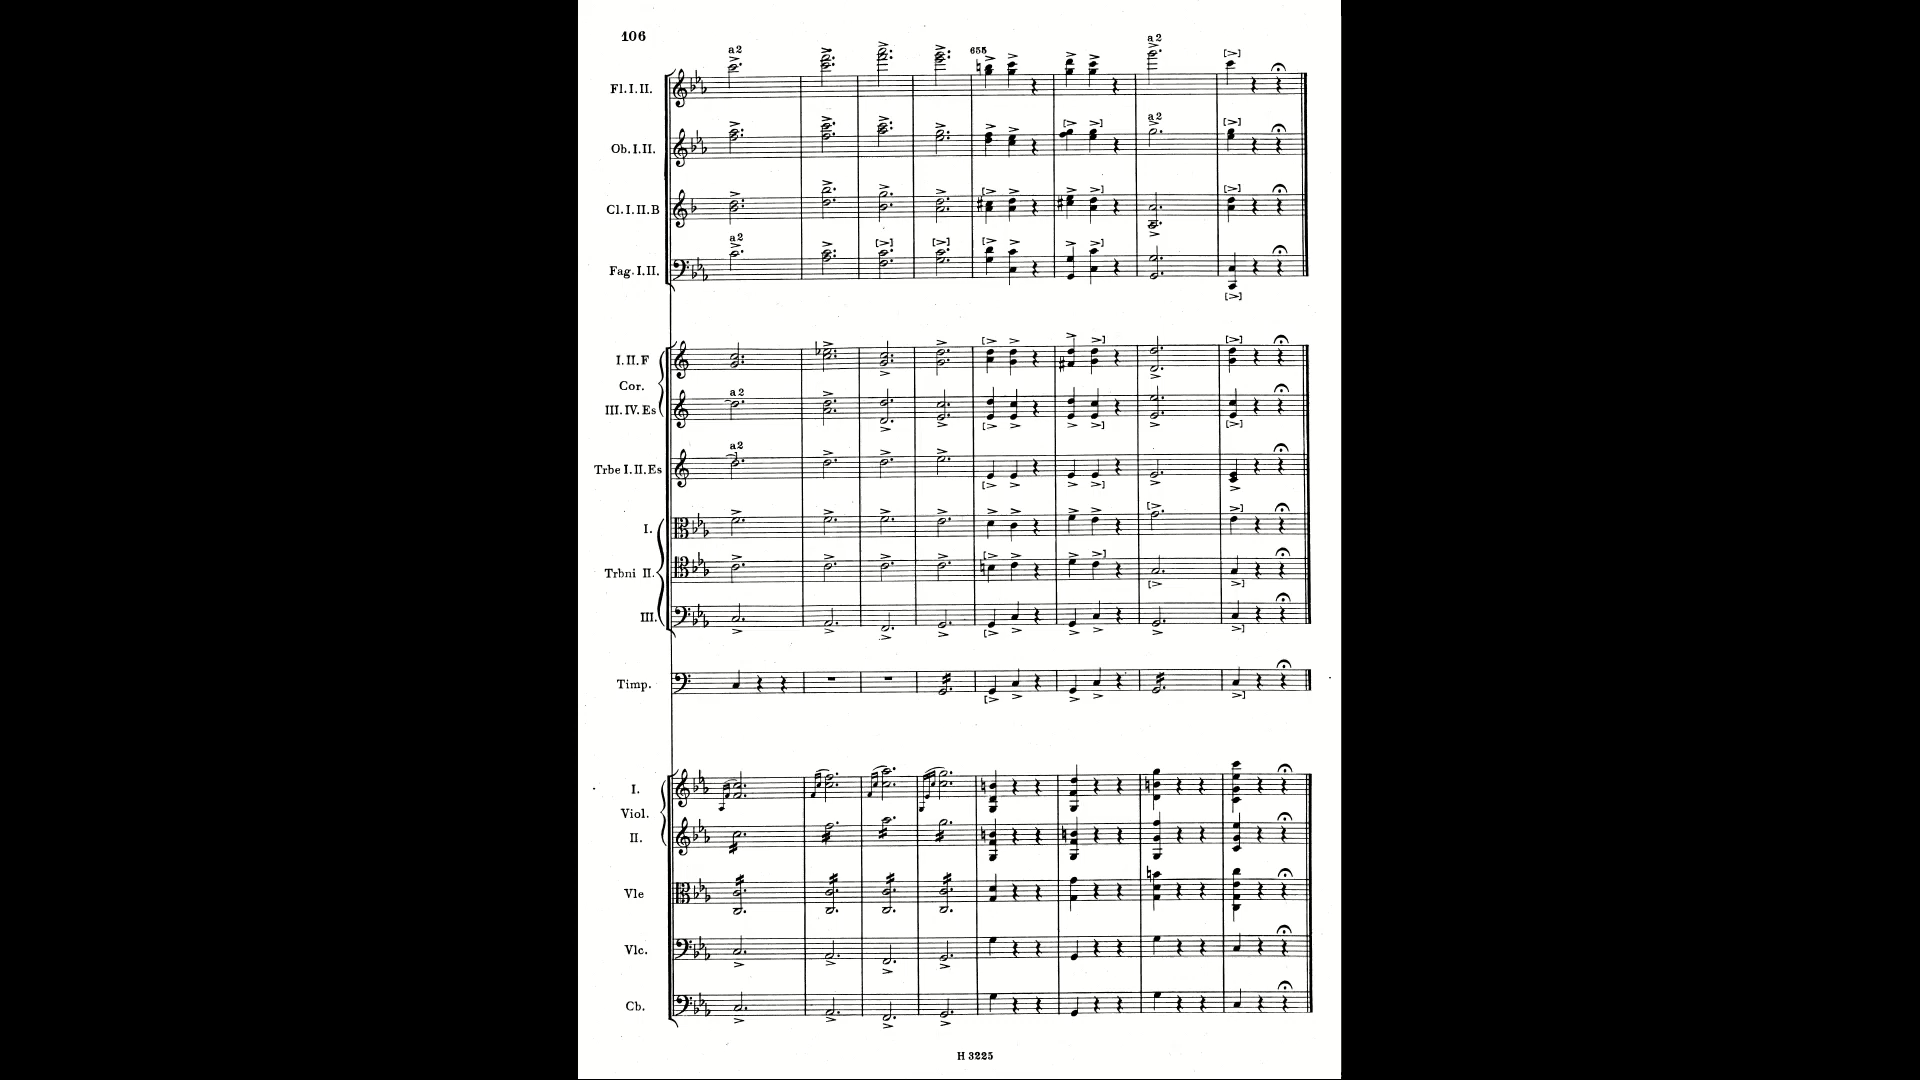 106
a2
655
a2
Fl. I. II.
a2
Ob. I. II.
Cl. I. II. B
a2
Fag. I. II.
I. II. F
Cor.
a2
III. IV. Es
a2
Trbe I. II. Es
I.
Trbni II.
III.
Timp.
I.
Viol.
II.
Vle
Vlc.
Cb.
H 3225